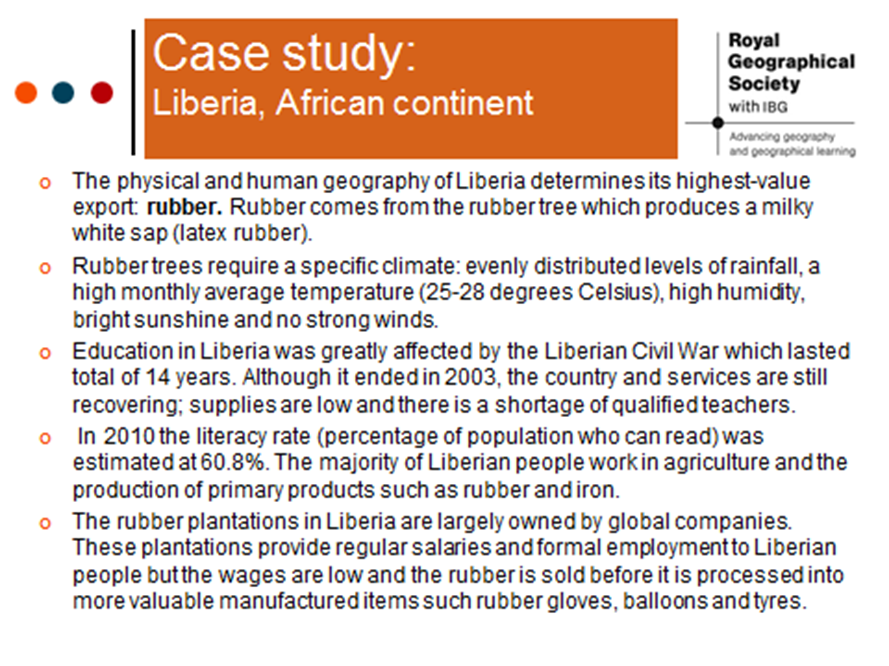 Case study:
Liberia, African continent
Royal
Geographical
Society
with IBG
Advancing geography
and geographical learning
o The physical and human geography of Liberia determines its highest-value
export: rubber. Rubber comes from the rubber tree which produces a milky
white sap (latex rubber).
o Rubber trees require a specific climate: evenly distributed levels of rainfall, a
high monthly average temperature (25-28 degrees Celsius), high humidity,
bright sunshine and no strong winds.
o Education in Liberia was greatly affected by the Liberian Civil War which lasted
total of 14 years. Although it ended in 2003, the country and services are still
recovering; supplies are low and there is a shortage of qualified teachers.
o In 2010 the literacy rate (percentage of population who can read) was
estimated at 60.8%. The majority of Liberian people work in agriculture and the
production of primary products such as rubber and iron.
o The rubber plantations in Liberia are largely owned by global companies.
These plantations provide regular salaries and formal employment to Liberian
people but the wages are low and the rubber is sold before it is processed into
more valuable manufactured items such rubber gloves, balloons and tyres.